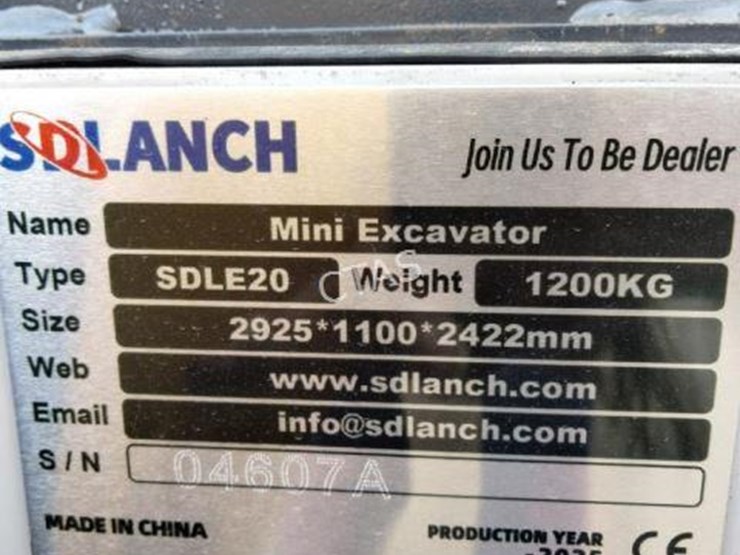 SDLANCH
Join Us To Be Dealer
Name Mini Excavator
Type SDLE20 Weight 1200KG
CTAS
Size 2925*1100*2422mm
Web www.sdlanch.com
Email info@sdlanch.com
S / N 04607A
MADE IN CHINA
PRODUCTION YEAR
CE